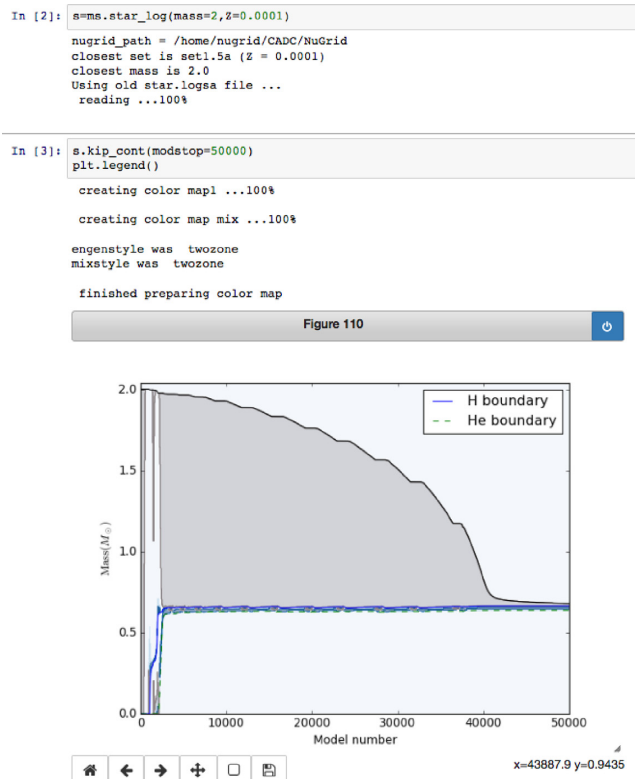 In [2]: s=ms.star_log(mass=2,Z=0.0001)
nugrid_path = /home/nugrid/CADC/NuGrid
closest set is set1.5a (Z = 0.0001)
closest mass is 2.0
Using old star.logsa file ...
reading ...100%
In [3]: s.kip_cont(modstop=50000)
plt.legend()
creating color map1 ...100%
creating color map mix ...100%
engenstyle was  twozone
mixstyle was  twozone
finished preparing color map
Figure 110
2.0
H boundary
He boundary
1.5
Mass(M⊙)
1.0
0.5
0.0
0 10000 20000 30000 40000 50000
Model number
x=43887.9 y=0.9435